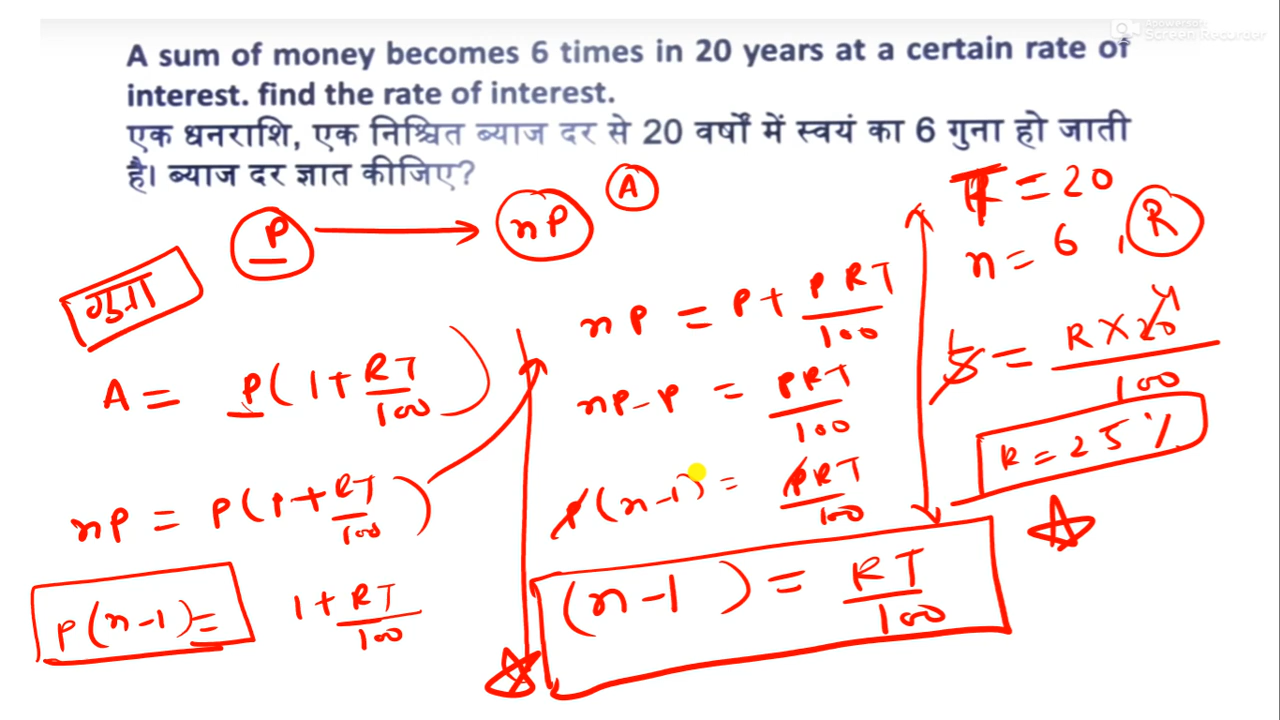 Screen Recorder
A sum of money becomes 6 times in 20 years at a certain rate of
interest. find the rate of interest.
एक धनराशि, एक निश्चित ब्याज दर से 20 वर्षों में स्वयं का 6 गुना हो जाती
है। ब्याज दर ज्ञात कीजिए?
P → nP A
गुना
A = P(1+RT/100)
nP = P(1+RT/100)
P(n-1) = 1+RT/100
nP = P+PRT/100
nP-P = PRT/100
P(n-1) = PRT/100
(n-1) = RT/100
T = 20
n = 6, R
5 = R×20/100
R = 25%